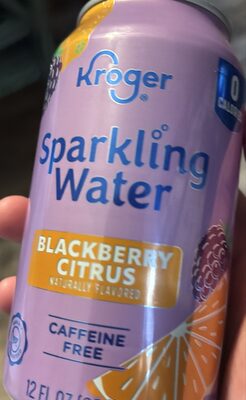 Kroger®
0
Sparkling
Water
BLACKBERRY
CITRUS
NATURALLY FLAVORED
CAFFEINE
FREE
12 FL OZ